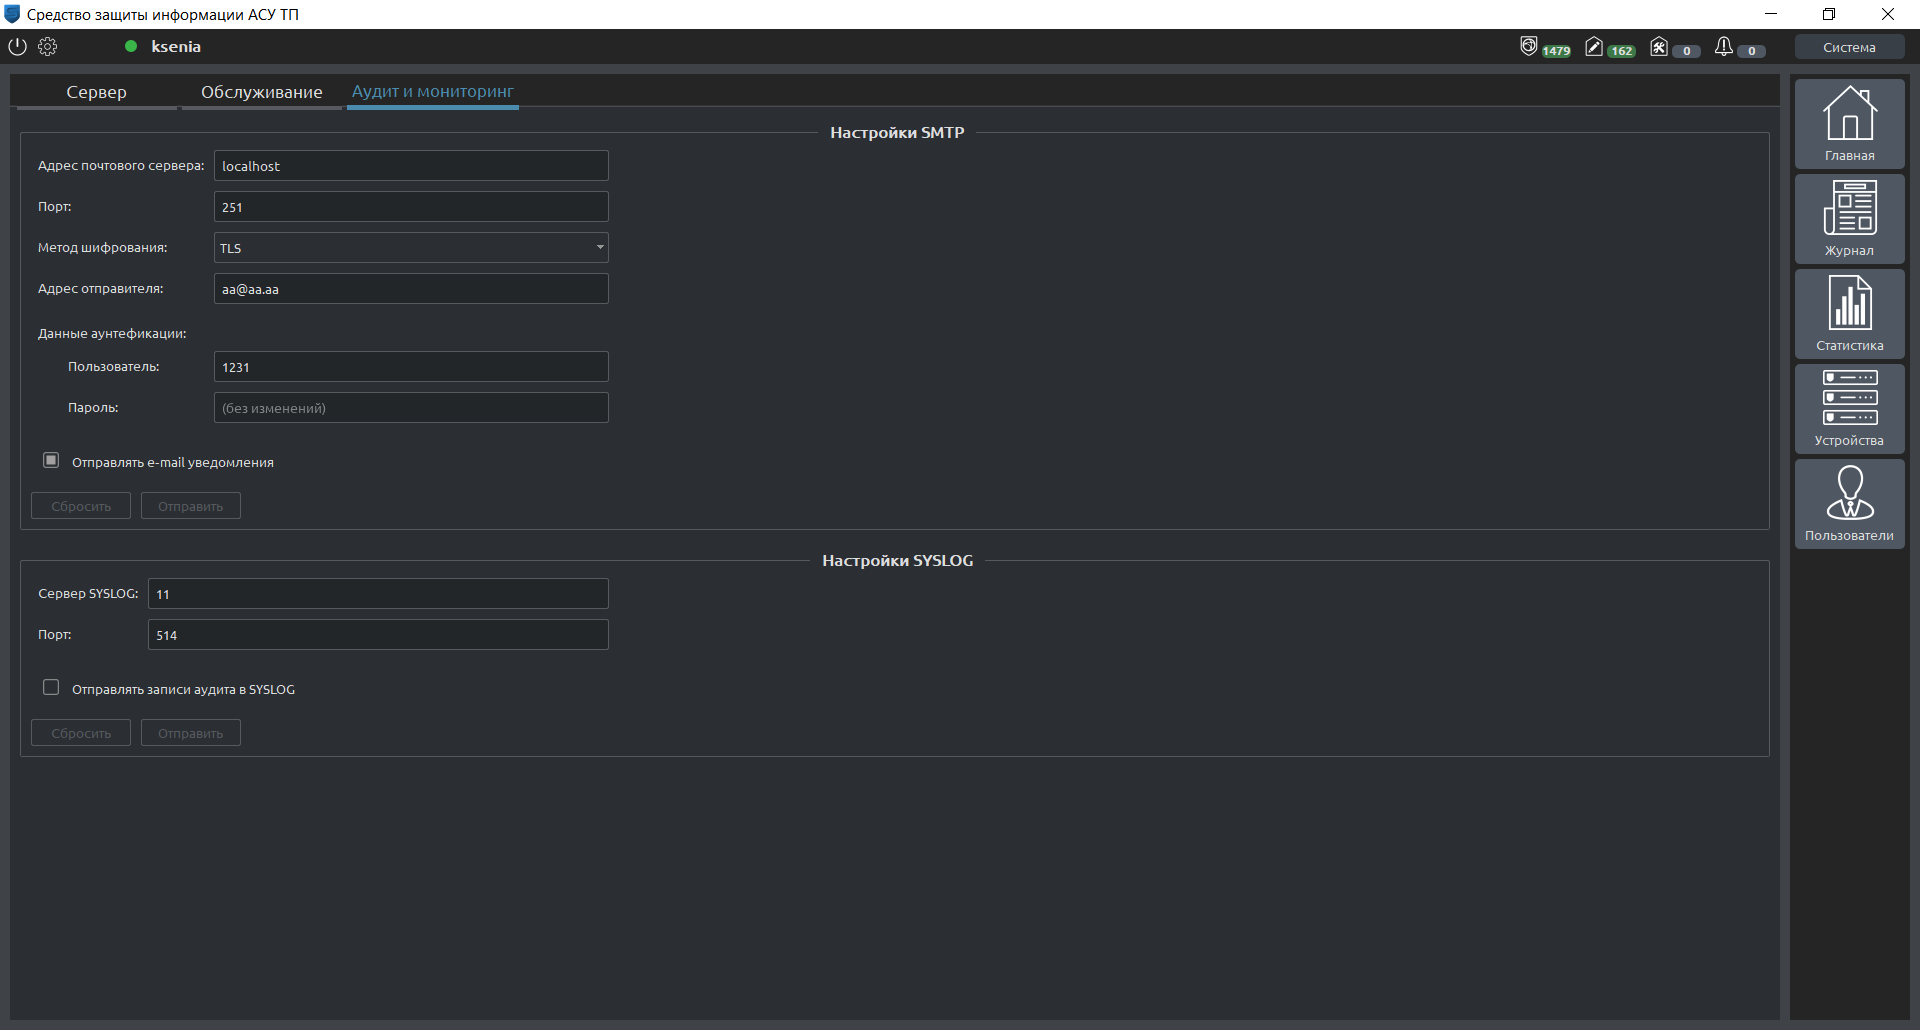 Средство защиты информации АСУ ТП
ksenia
1479
162
0
0
Система
Сервер
Обслуживание
Аудит и мониторинг
Настройки SMTP
Адрес почтового сервера: localhost
Порт: 251
Метод шифрования: TLS
Адрес отправителя: aa@aa.aa
Данные аунтефикации:
Пользователь: 1231
Пароль: (без изменений)
Отправлять e-mail уведомления
Сбросить
Отправить
Настройки SYSLOG
Сервер SYSLOG: 11
Порт: 514
Отправлять записи аудита в SYSLOG
Сбросить
Отправить
Главная
Журнал
Статистика
Устройства
Пользователи